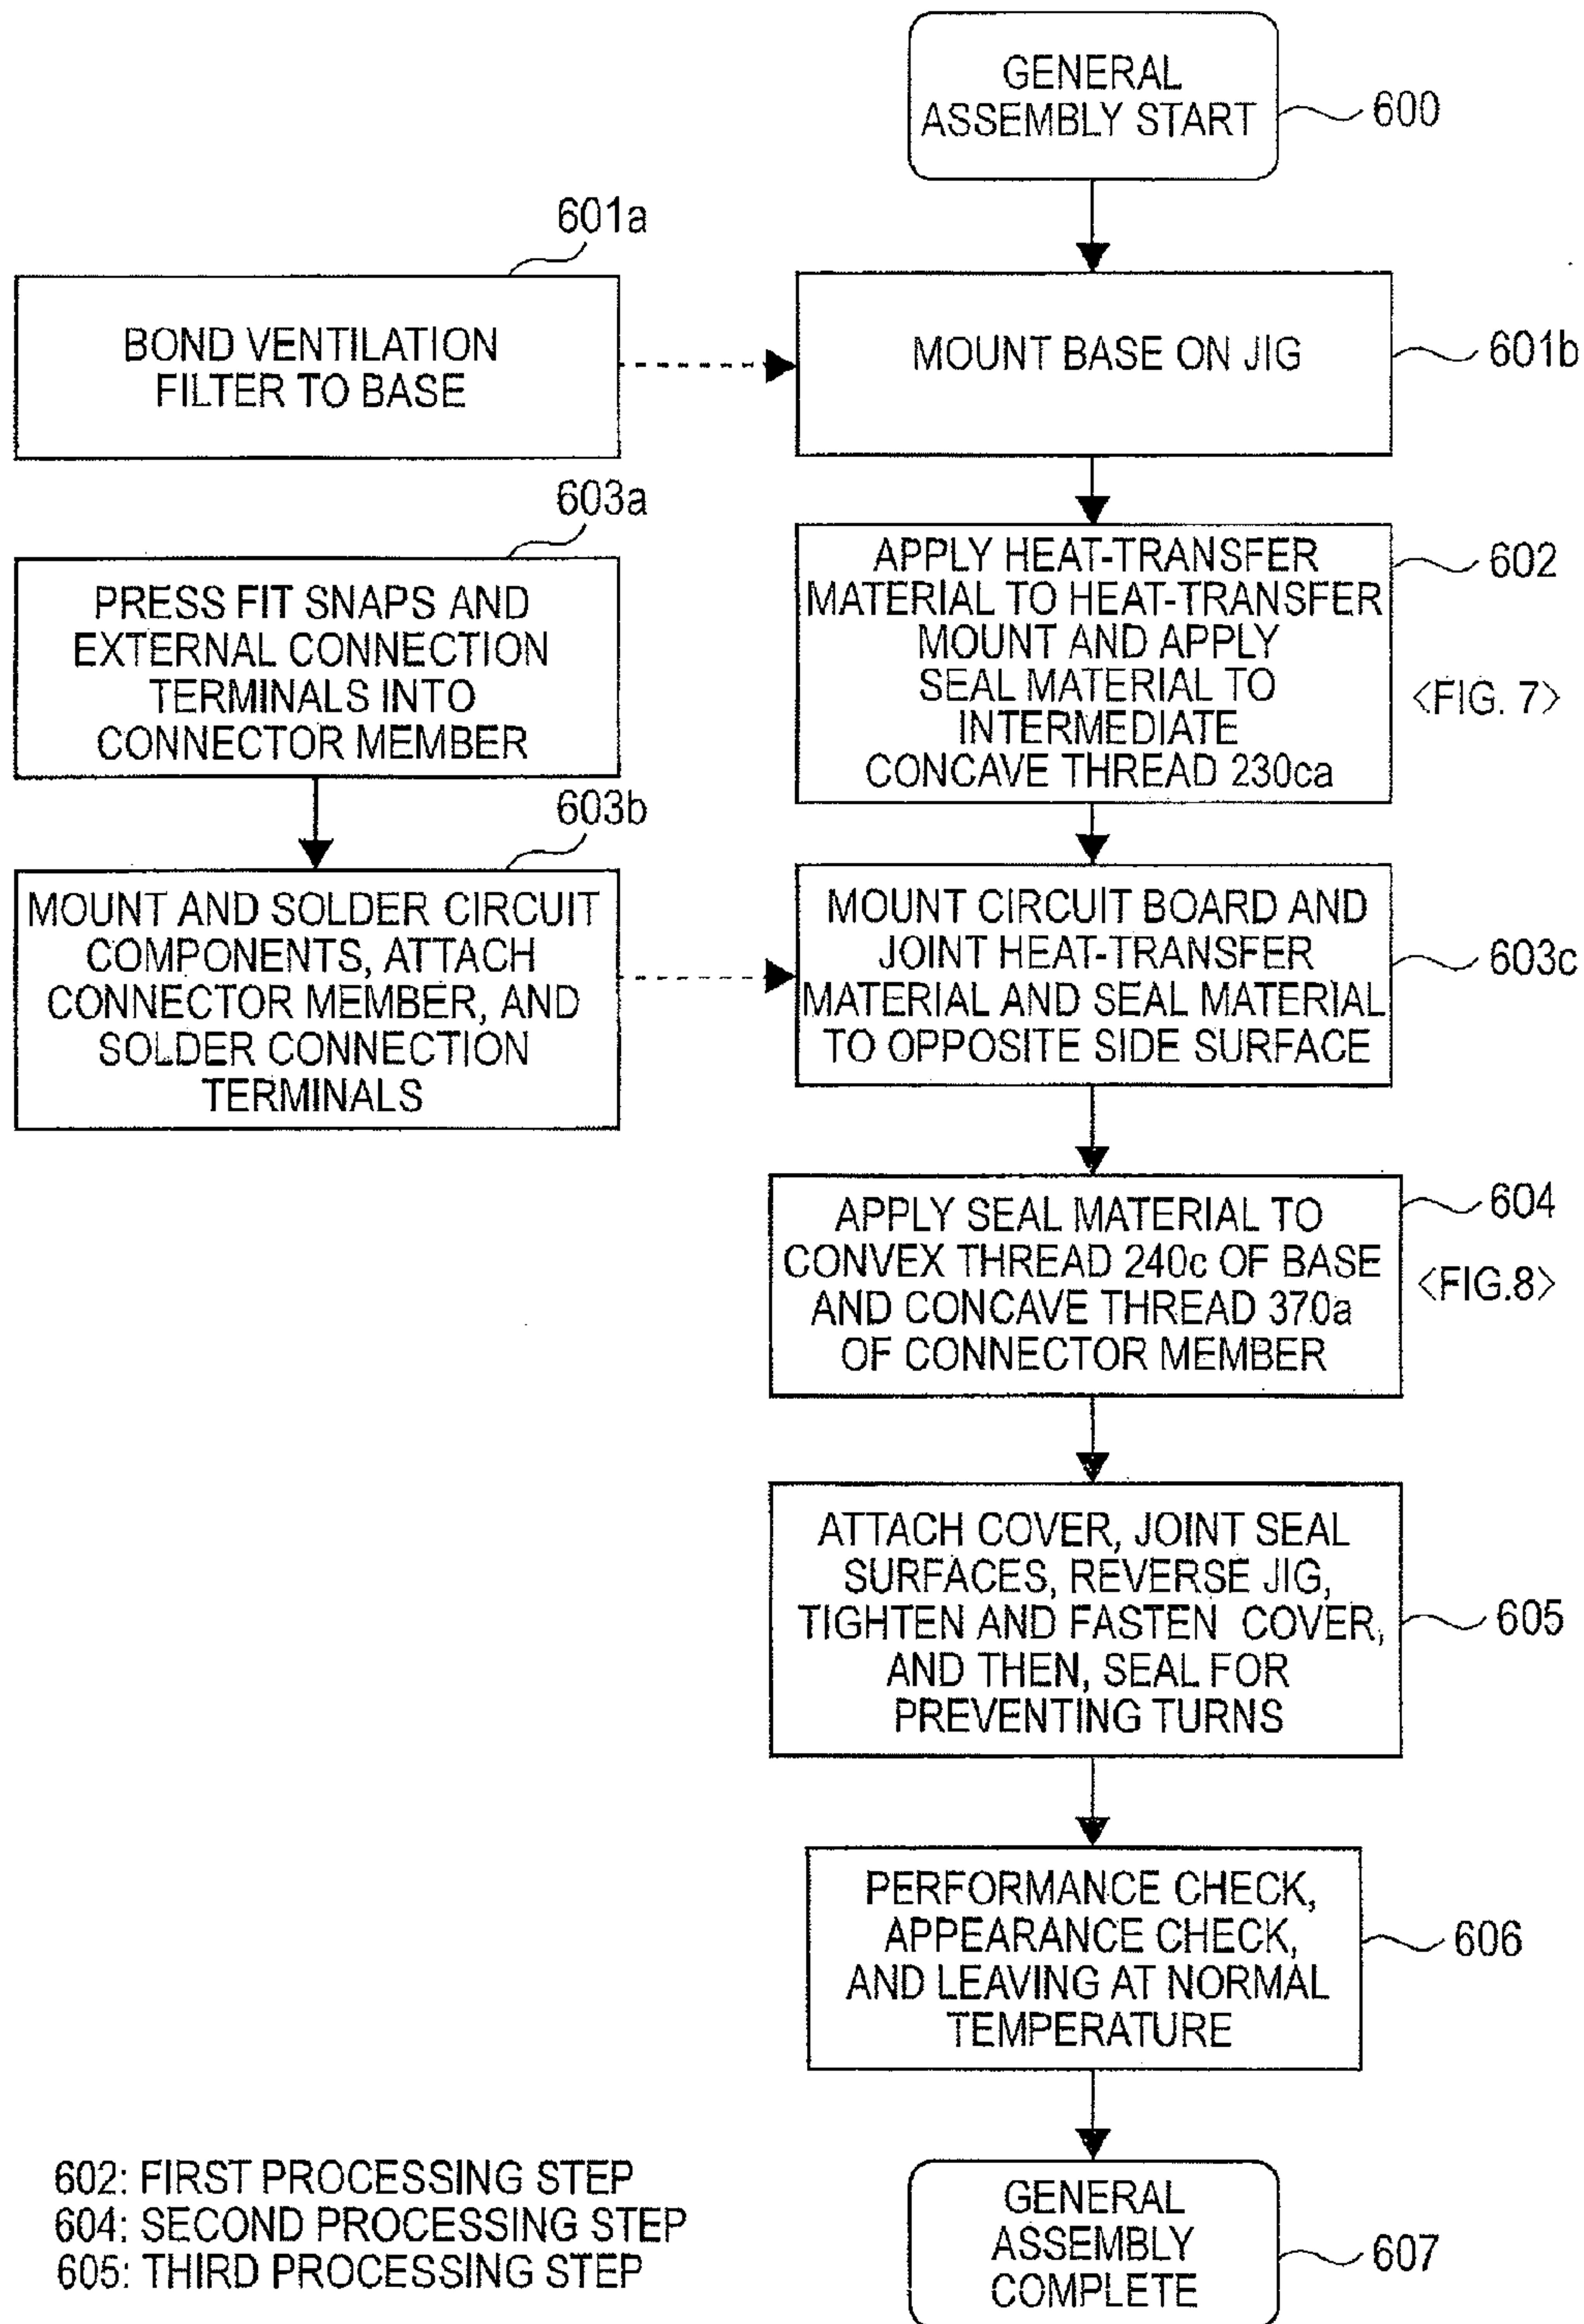 GENERAL
ASSEMBLY START
600
601a
BOND VENTILATION
FILTER TO BASE
MOUNT BASE ON JIG
601b
603a
PRESS FIT SNAPS AND
EXTERNAL CONNECTION
TERMINALS INTO
CONNECTOR MEMBER
APPLY HEAT-TRANSFER
MATERIAL TO HEAT-TRANSFER
MOUNT AND APPLY
SEAL MATERIAL TO
INTERMEDIATE
CONCAVE THREAD 230ca
602
<FIG. 7>
603b
MOUNT AND SOLDER CIRCUIT
COMPONENTS, ATTACH
CONNECTOR MEMBER, AND
SOLDER CONNECTION
TERMINALS
MOUNT CIRCUIT BOARD AND
JOINT HEAT-TRANSFER
MATERIAL AND SEAL MATERIAL
TO OPPOSITE SIDE SURFACE
603c
APPLY SEAL MATERIAL TO
CONVEX THREAD 240c OF BASE
AND CONCAVE THREAD 370a
OF CONNECTOR MEMBER
604
<FIG.8>
ATTACH COVER, JOINT SEAL
SURFACES, REVERSE JIG,
TIGHTEN AND FASTEN COVER,
AND THEN, SEAL FOR
PREVENTING TURNS
605
PERFORMANCE CHECK,
APPEARANCE CHECK,
AND LEAVING AT NORMAL
TEMPERATURE
606
602: FIRST PROCESSING STEP
604: SECOND PROCESSING STEP
605: THIRD PROCESSING STEP
GENERAL
ASSEMBLY
COMPLETE
607